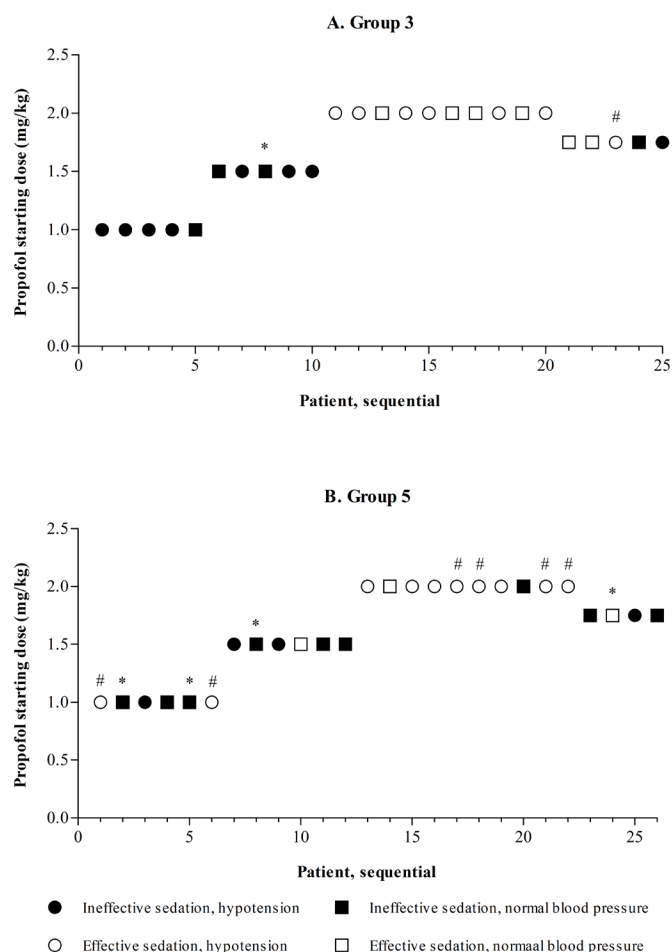 A. Group 3
Propofol starting dose (mg/kg)
2.5
2.0
1.5
1.0
0.5
0.0
* #
0 5 10 15 20 25
Patient, sequential
B. Group 5
Propofol starting dose (mg/kg)
2.5
2.0
1.5
1.0
0.5
0.0
# # # #
*
*
# * * #
0 5 10 15 20 25
Patient, sequential
Ineffective sedation, hypotension
Ineffective sedation, normal blood pressure
Effective sedation, hypotension
Effective sedation, normaal blood pressure